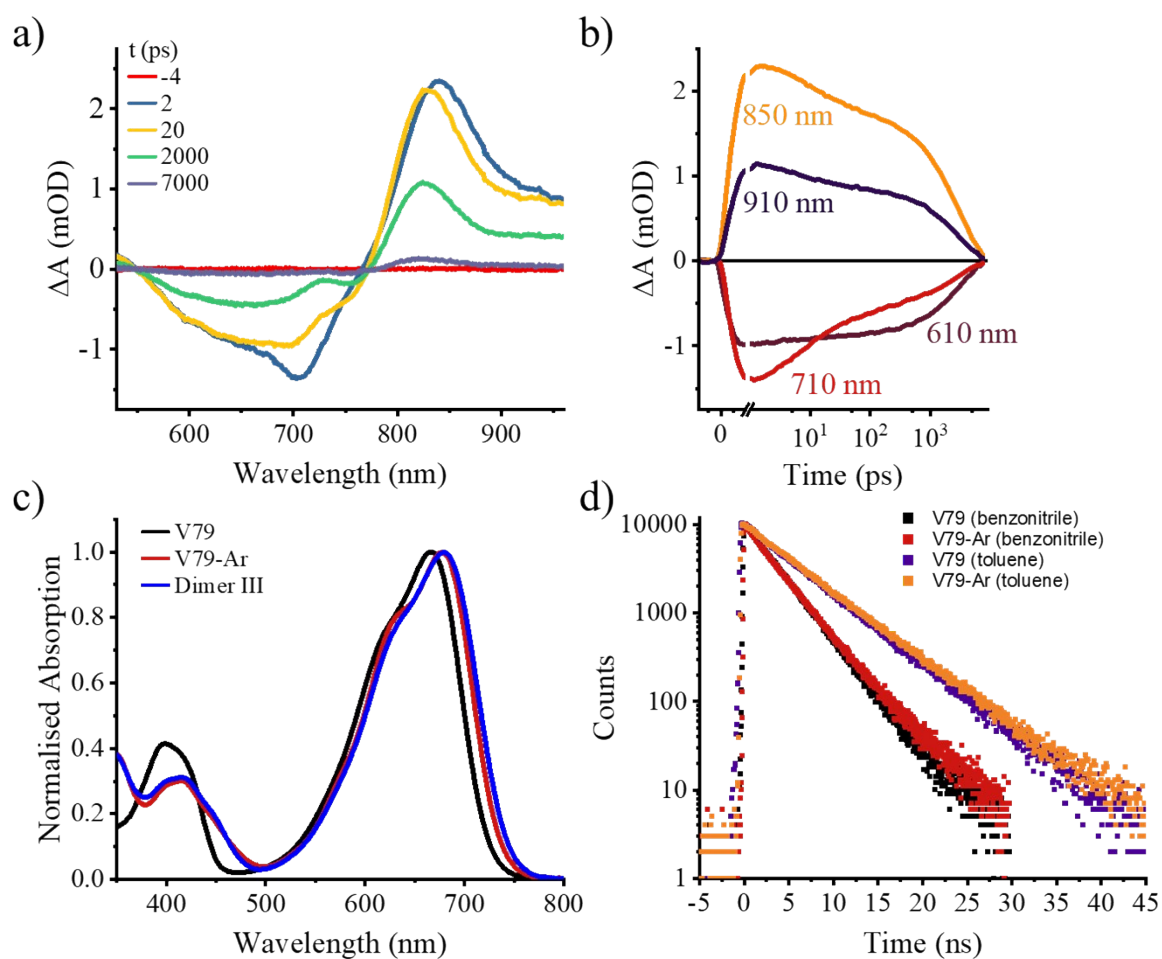 a)
t (ps)
-4
2
20
2000
7000
ΔA (mOD)
2
1
0
-1
600 700 800 900
Wavelength (nm)
b)
850 nm
910 nm
610 nm
710 nm
ΔA (mOD)
2
1
0
-1
0 10¹ 10² 10³
Time (ps)
c)
V79
V79-Ar
Dimer III
Normalised Absorption
1.0
0.8
0.6
0.4
0.2
0.0
400 500 600 700 800
Wavelength (nm)
d)
V79 (benzonitrile)
V79-Ar (benzonitrile)
V79 (toluene)
V79-Ar (toluene)
Counts
10000
1000
100
10
1
-5 0 5 10 15 20 25 30 35 40 45
Time (ns)